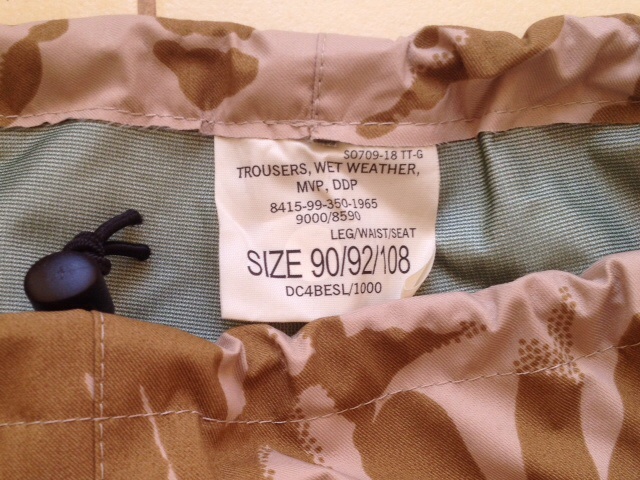 SO709-18 TT-G
TROUSERS, WET WEATHER,
MVP, DDP
8415-99-350-1965
9000/8590
LEG/WAIST/SEAT
SIZE 90/92/108
DC4BESL/1000